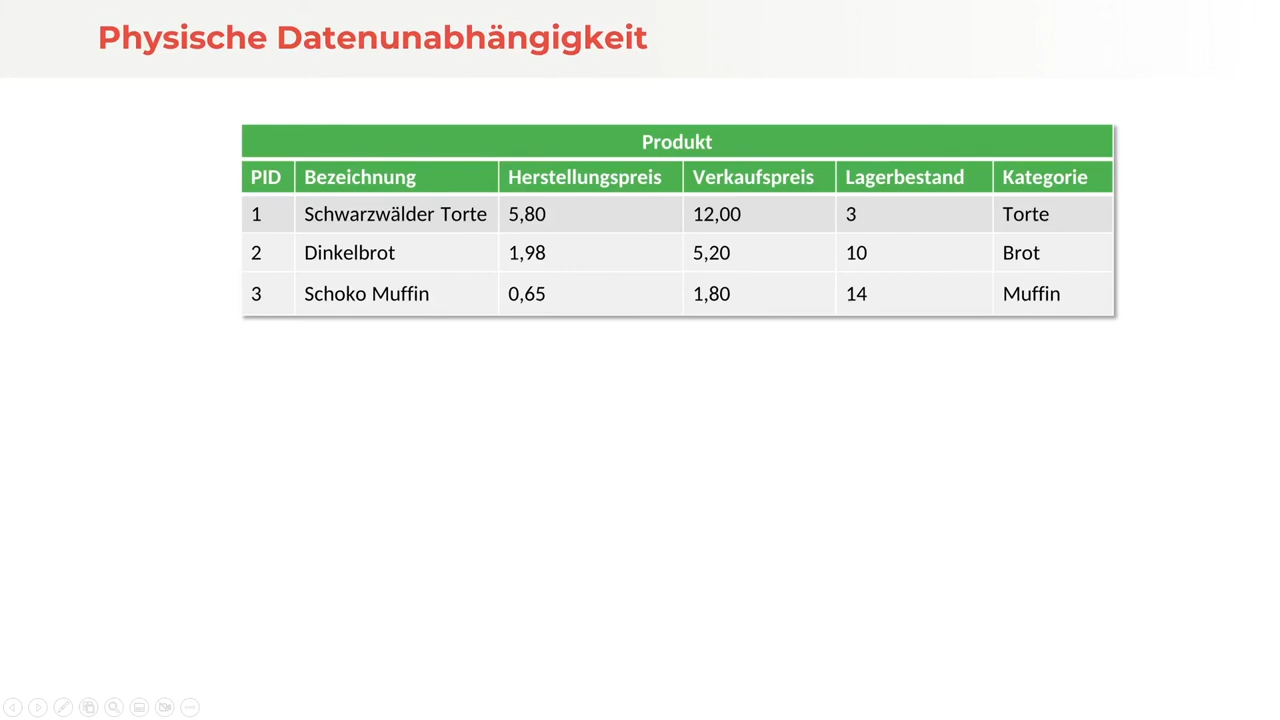 Physische Datenunabhängigkeit
Produkt
PID Bezeichnung Herstellungspreis Verkaufspreis Lagerbestand Kategorie
1 Schwarzwälder Torte 5,80 12,00 3 Torte
2 Dinkelbrot 1,98 5,20 10 Brot
3 Schoko Muffin 0,65 1,80 14 Muffin